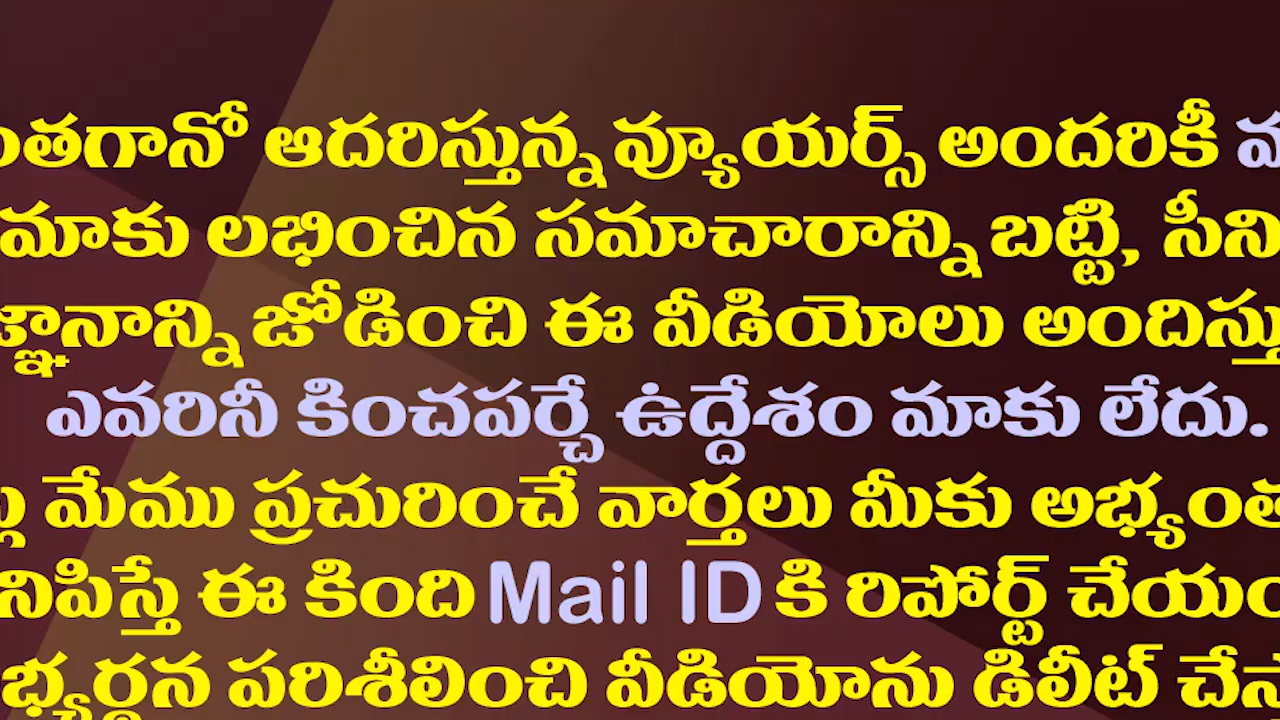 ఆదరిస్తున్న వ్యూయర్స్ అందరికీ
మాకు లభించిన సమాచారాన్ని బట్టి,
జోడించి ఈ వీడియోలు
ఎవరినీ కించపర్చే ఉద్దేశం మాకు లేదు.
మేము ప్రచురించే వార్తలు మీకు
ఈ కింది Mail ID కి రిపోర్ట్
పరిశీలించి వీడియోను డిలీట్